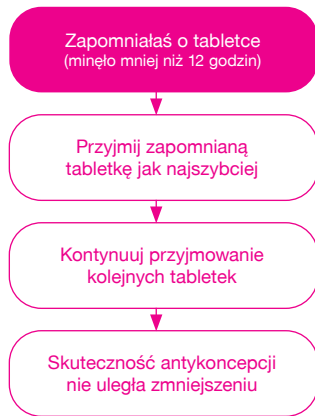 Zapomniałaś o tabletce
(minęło mniej niż 12 godzin)
Przyjmij zapomnianą
tabletkę jak najszybciej
Kontynuuj przyjmowanie
kolejnych tabletek
Skuteczność antykoncepcji
nie uległa zmniejszeniu